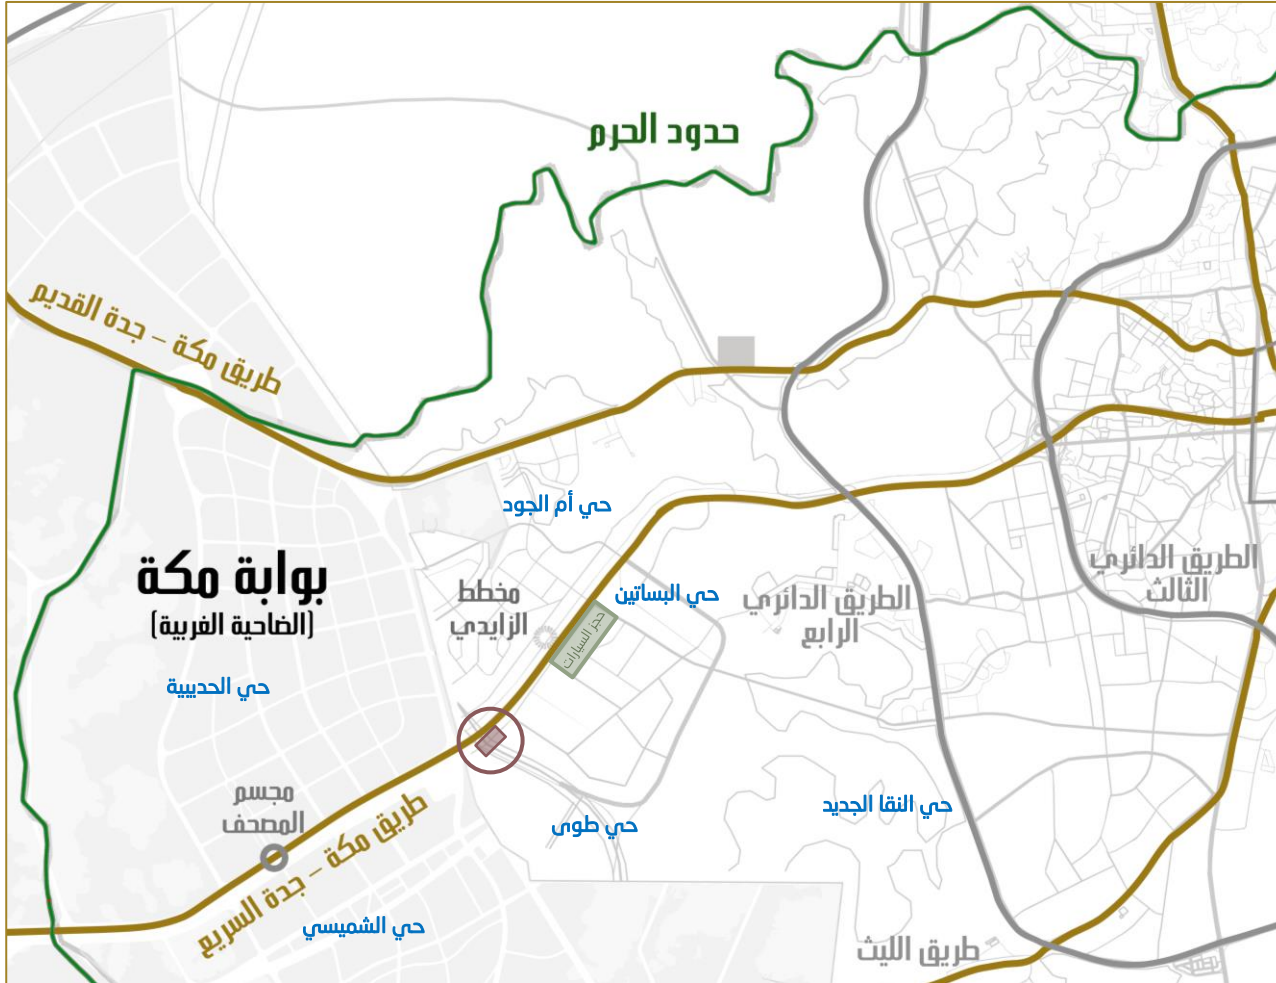 حدود الحرم
طريق مكة – جدة القديم
حي أم الجود
بوابة مكة
(الضاحية الغربية)
مخطط
الزايدي
حي البساتين
حجز السيارات
الطريق الدائري
الرابع
الطريق الدائري
الثالث
حي الحديبية
مجسم
المصحف
طريق مكة – جدة السريع
حي طوى
حي النقا الجديد
حي الشميسي
طريق الليث